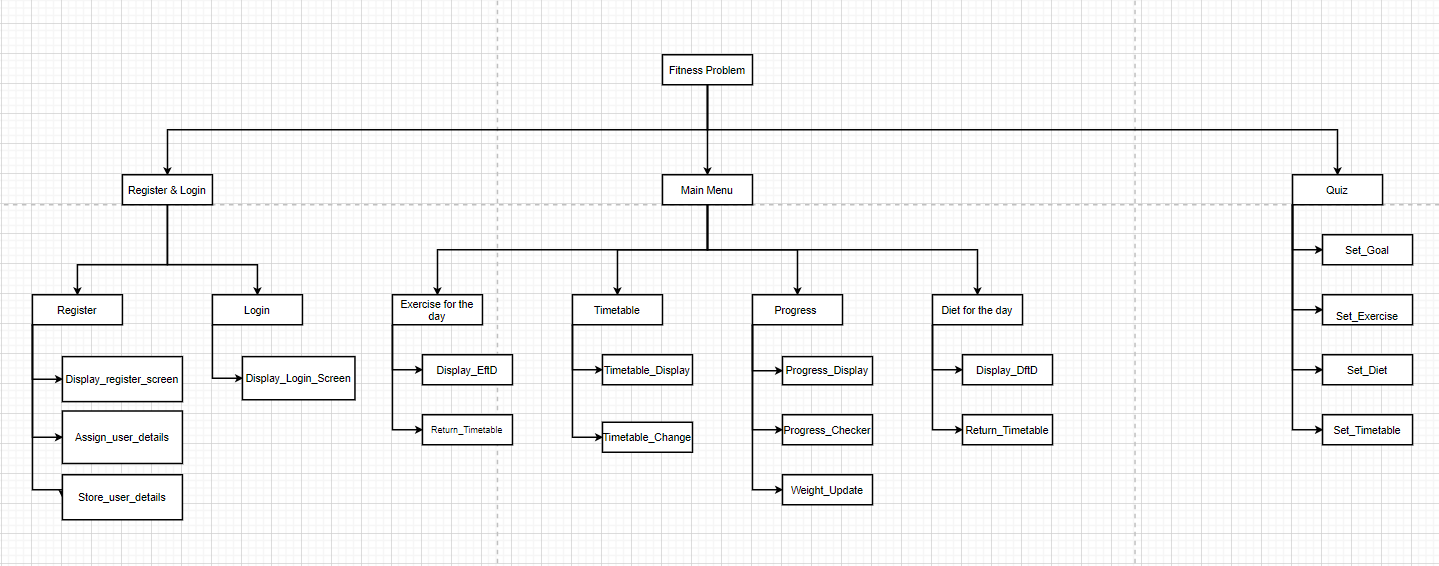 Fitness Problem
Register & Login
Main Menu
Quiz
Set_Goal
Register
Login
Exercise for the
day
Timetable
Progress
Diet for the day
Set_Exercise
Display_register_screen
Display_Login_Screen
Display_EftD
Timetable_Display
Progress_Display
Display_DftD
Set_Diet
Assign_user_details
Return_Timetable
Timetable_Change
Progress_Checker
Return_Timetable
Set_Timetable
Store_user_details
Weight_Update